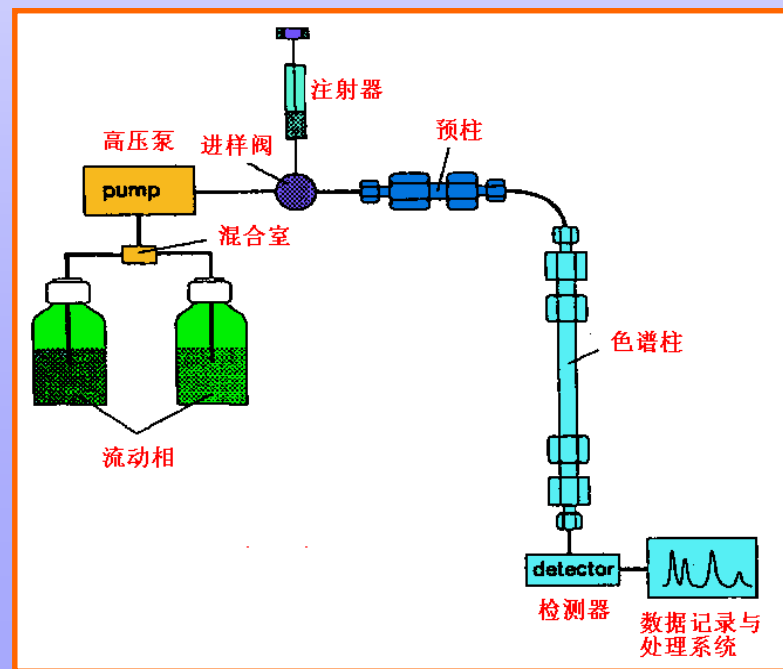 注射器
高压泵
进样阀
预柱
pump
混合室
色谱柱
流动相
detector
检测器
数据记录与
处理系统